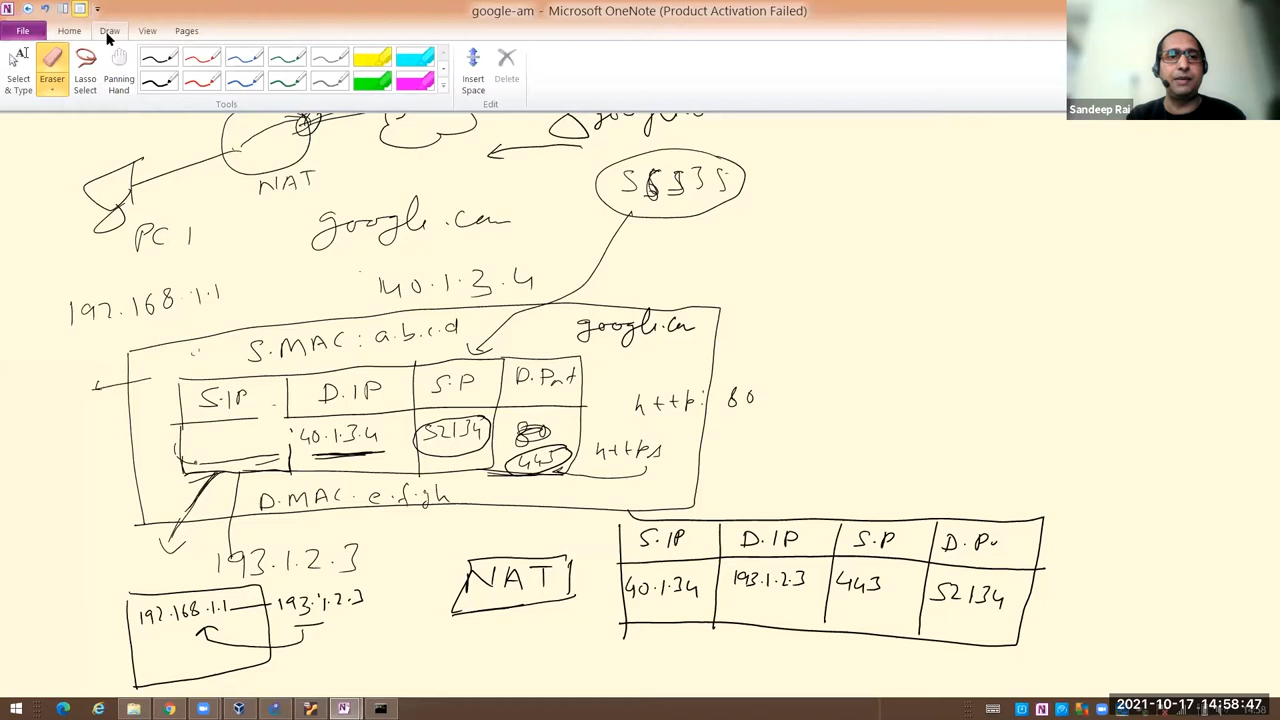 google-am - Microsoft OneNote (Product Activation Failed)
File Home Draw View Pages
Select & Type
Eraser
Lasso Select
Panning Hand
Insert Space
Delete
Tools
Edit
Sandeep Rai
NAT
PC 1
google.com
192.168.1.1
140.1.3.4
S.MAC: a.b.c.d
google.com
S.IP D.IP S.P D.Port
40.1.3.4 52134 80
443
http: 80
https
D.MAC. e.f.gh
193.1.2.3
192.168.1.1 193.1.2.3
NAT
S.IP D.IP S.P D.Po
40.1.34 193.1.2.3 443 52134
2021-10-17 14:58:47